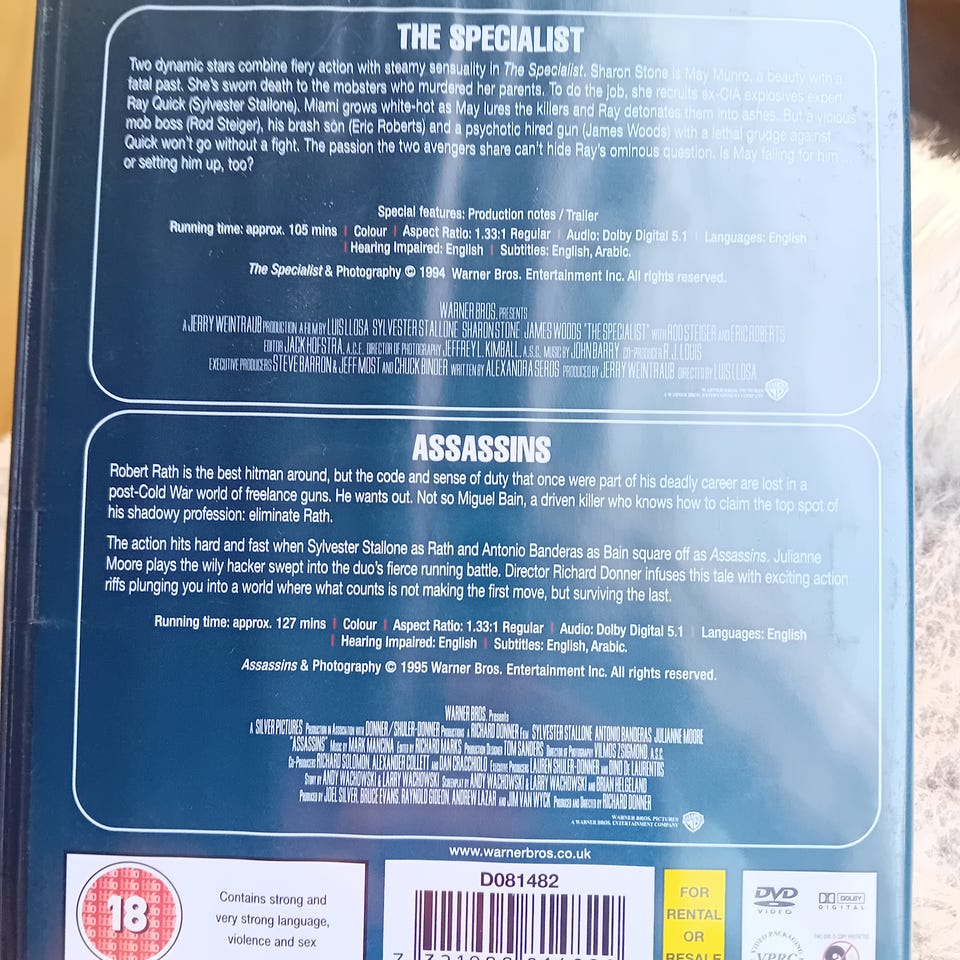 THE SPECIALIST
Two dynamic stars combine fiery action with steamy sensuality in The Specialist. Sharon Stone is May Munro, a beauty with a
fatal past. She's sworn death to the mobsters who murdered her parents. To do the job, she recruits ex-CIA explosives expert
Ray Quick (Sylvester Stallone). Miami grows white-hot as May lures the killers and Ray detonates them into ashes. But a vicious
mob boss (Rod Steiger), his brash son (Eric Roberts) and a psychotic hired gun (James Woods) with a lethal grudge against
Quick won't go without a fight. The passion the two avengers share can't hide Ray's ominous question. Is May falling for him
or setting him up, too?
Special features: Production notes / Trailer
Running time: approx. 105 mins | Colour | Aspect Ratio: 1.33:1 Regular | Audio: Dolby Digital 5.1 | Languages: English
| Hearing Impaired: English | Subtitles: English, Arabic.
The Specialist & Photography © 1994 Warner Bros. Entertainment Inc. All rights reserved.
WARNER BROS. PRESENTS
A JERRY WEINTRAUB PRODUCTION A FILM BY LUIS LLOSA SYLVESTER STALLONE SHARON STONE JAMES WOODS "THE SPECIALIST" WITH ROD STEIGER AND ERIC ROBERTS
EDITOR JACK HOFSTRA, A.C.E. DIRECTOR OF PHOTOGRAPHY JEFFREY L. KIMBALL, A.S.C. MUSIC BY JOHN BARRY CO-PRODUCER R.J. LOUIS
EXECUTIVE PRODUCERS STEVE BARRON & JEFF MOST AND CHUCK BINDER WRITTEN BY ALEXANDRA SEROS PRODUCED BY JERRY WEINTRAUB DIRECTED BY LUIS LLOSA
WARNER BROS. PICTURES
A WARNER BROS. ENTERTAINMENT COMPANY
ASSASSINS
Robert Rath is the best hitman around, but the code and sense of duty that once were part of his deadly career are lost in a
post-Cold War world of freelance guns. He wants out. Not so Miguel Bain, a driven killer who knows how to claim the top spot of
his shadowy profession: eliminate Rath.
The action hits hard and fast when Sylvester Stallone as Rath and Antonio Banderas as Bain square off as Assassins. Julianne
Moore plays the wily hacker swept into the duo's fierce running battle. Director Richard Donner infuses this tale with exciting action
riffs plunging you into a world where what counts is not making the first move, but surviving the last.
Running time: approx. 127 mins | Colour | Aspect Ratio: 1.33:1 Regular | Audio: Dolby Digital 5.1 | Languages: English
| Hearing Impaired: English | Subtitles: English, Arabic.
Assassins & Photography © 1995 Warner Bros. Entertainment Inc. All rights reserved.
WARNER BROS. Presents
A SILVER PICTURES Production in Association with DONNER/SHULER-DONNER Productions A RICHARD DONNER Film SYLVESTER STALLONE ANTONIO BANDERAS JULIANNE MOORE
"ASSASSINS" Music by MARK MANCINA Edited by RICHARD MARKS Production Designer TOM SANDERS Director of Photography VILMOS ZSIGMOND, A.S.C.
Co-Producers RICHARD SOLOMON, ALEXANDER COLLETT and DAN CRACCHIOLO Executive Producers LAUREN SHULER-DONNER and DINO DE LAURENTIIS
Story by ANDY WACHOWSKI & LARRY WACHOWSKI Screenplay by ANDY WACHOWSKI & LARRY WACHOWSKI and BRIAN HELGELAND
Produced by JOEL SILVER, BRUCE EVANS, RAYNOLD GIDEON, ANDREW LAZAR and JIM VAN WYCK Produced and Directed by RICHARD DONNER
WARNER BROS. PICTURES
A WARNER BROS. ENTERTAINMENT COMPANY
www.warnerbros.co.uk
18
Contains strong and
very strong language,
violence and sex
D081482
FOR
RENTAL
OR
RESALE
DVD
VIDEO
DOLBY
DIGITAL
VIDEO PACKAGING
VPRC
THIS DVD IS COPY PROTECTED